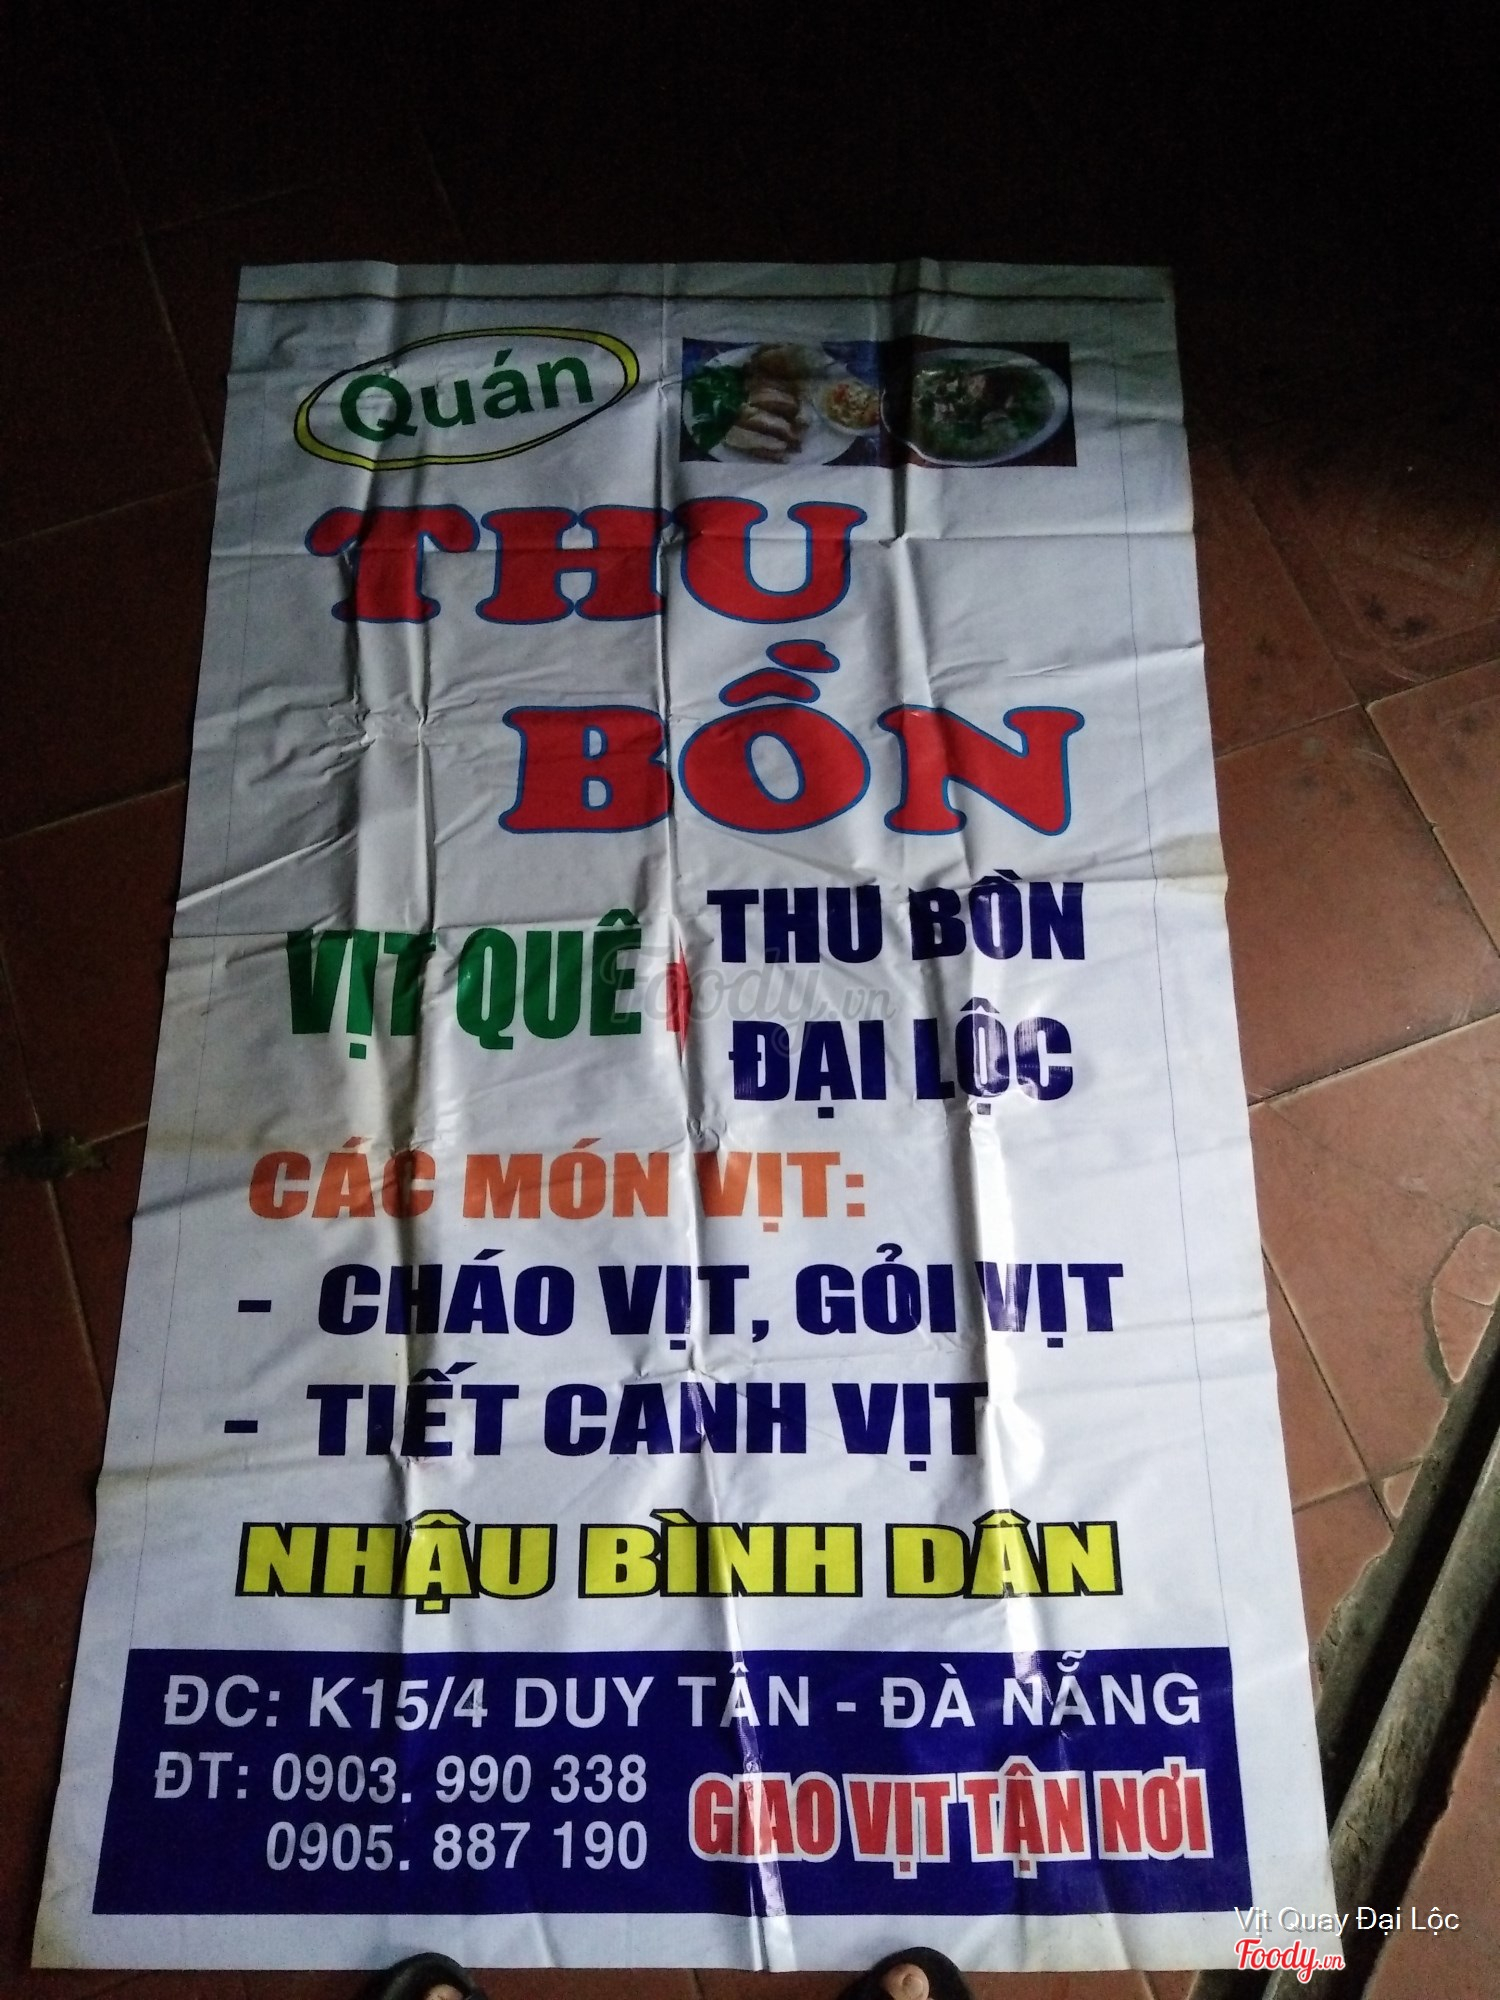 Quán
THU
BỒN
VỊT QUÊ
THU BỒN
ĐẠI LỘC
CÁC MÓN VỊT:
- CHÁO VỊT, GỎI VỊT
- TIẾT CANH VỊT
NHẬU BÌNH DÂN
ĐC: K15/4 DUY TÂN - ĐÀ NẴNG
ĐT: 0903. 990 338
0905. 887 190
GIAO VỊT TẬN NƠI
Foody.vn
Vịt Quay Đại Lộc
Foody.vn